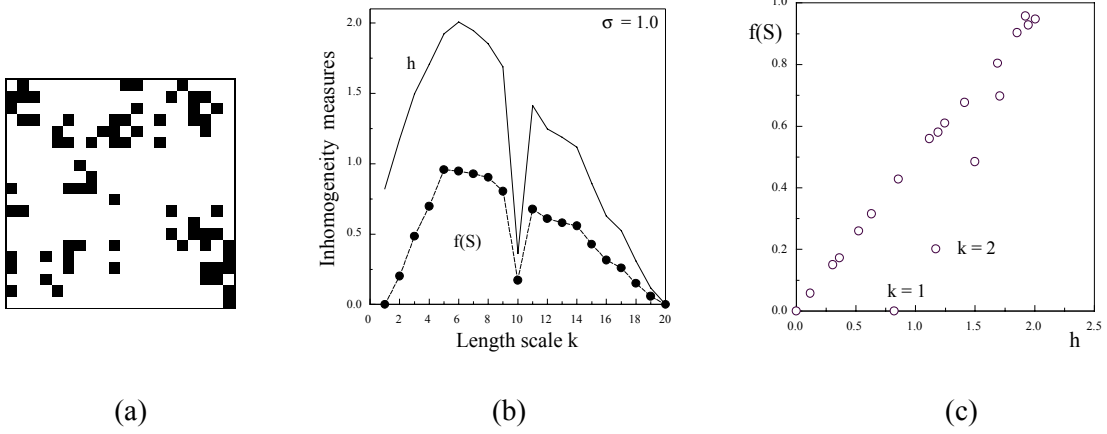 Inhomogeneity measures
2.0
1.5
1.0
0.5
0.0
σ = 1.0
h
f(S)
0 2 4 6 8 10 12 14 16 18 20
Length scale k
f(S)
1.0
0.8
0.6
0.4
0.2
0.0
k = 2
k = 1
0.0 0.5 1.0 1.5 2.0 2.5
h
(a) (b) (c)